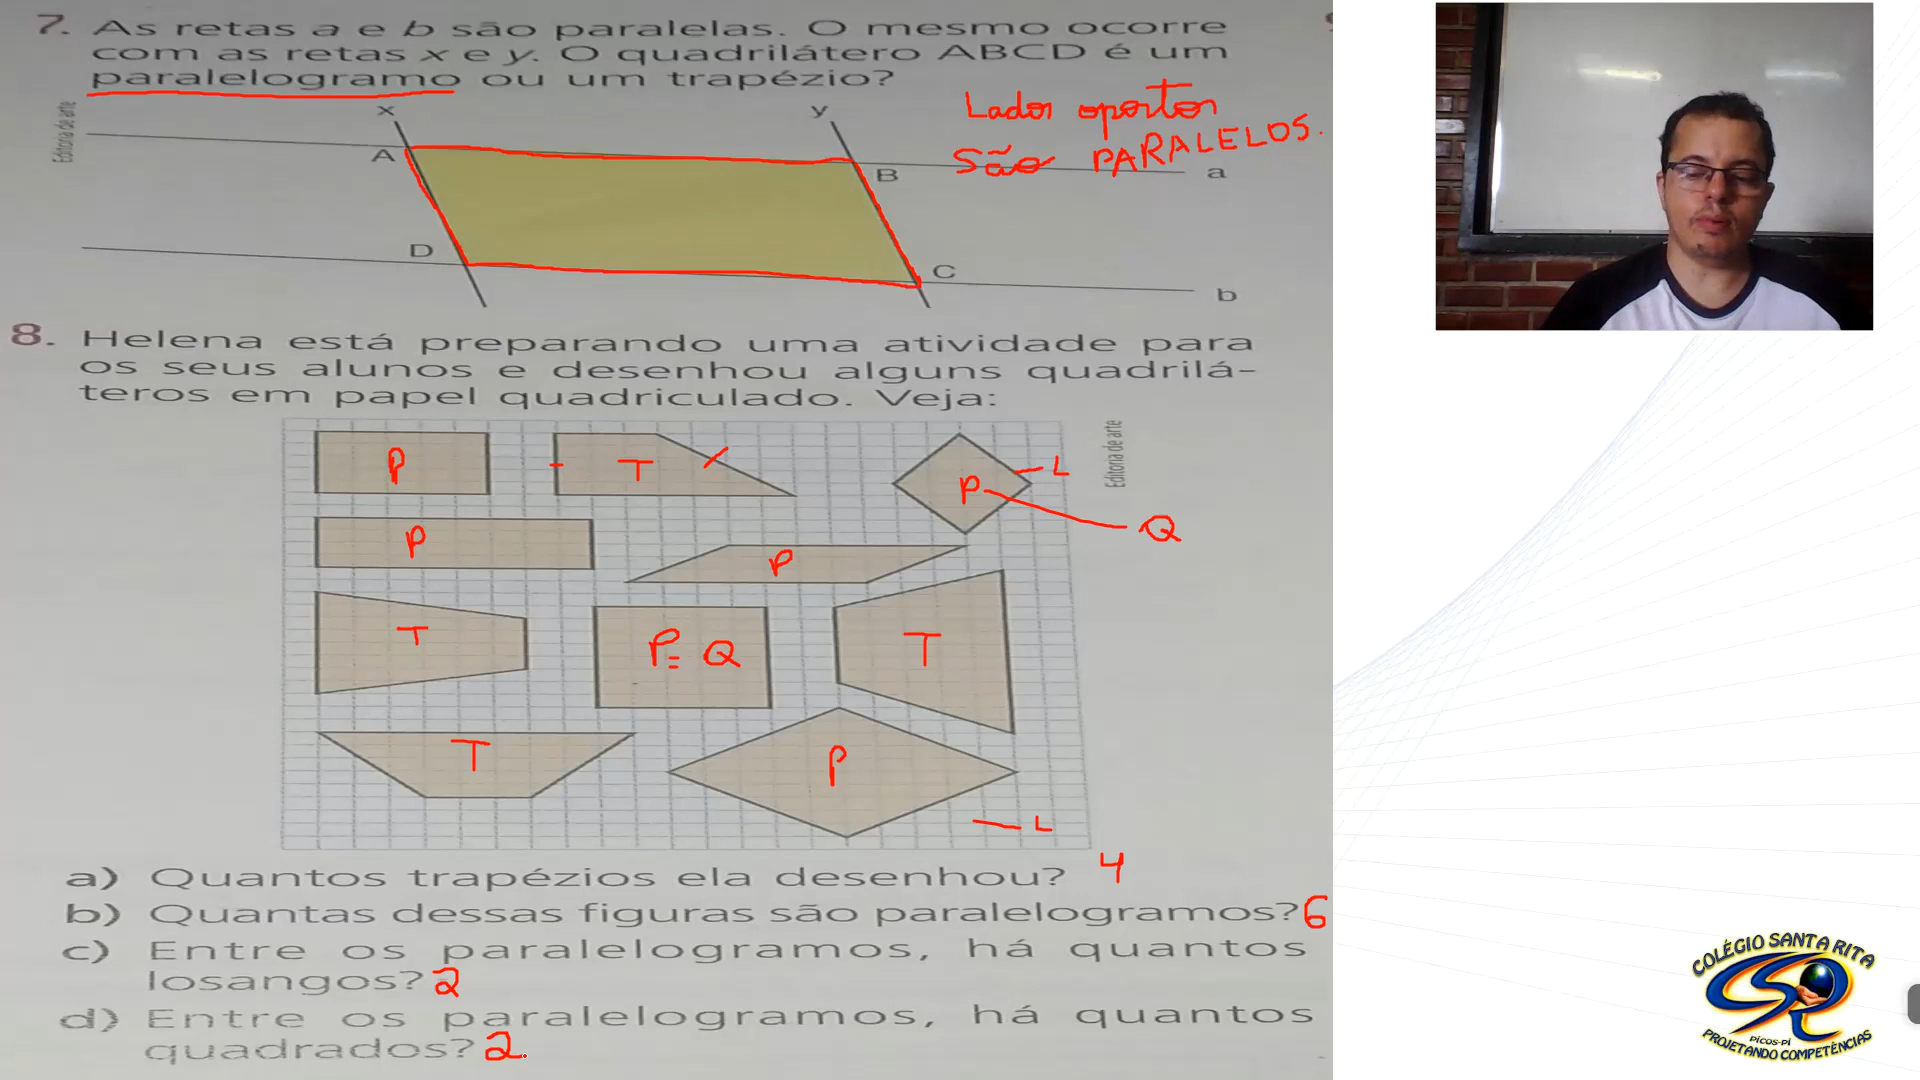 7. As retas a e b são paralelas. O mesmo ocorre
com as retas x e y. O quadrilátero ABCD é um
paralelogramo ou um trapézio?
Editoria de arte
x
y
Lados opostos
São PARALELOS.
A
B
a
D
C
b
8. Helena está preparando uma atividade para
os seus alunos e desenhou alguns quadrilá-
teros em papel quadriculado. Veja:
Editoria de arte
P
T
P
L
Q
P
P
T
P = Q
T
T
P
L
a) Quantos trapézios ela desenhou? 4
b) Quantas dessas figuras são paralelogramos? 6
c) Entre os paralelogramos, há quantos
losangos? 2
d) Entre os paralelogramos, há quantos
quadrados? 2.
COLÉGIO SANTA RITA
PICOS-PI
PROJETANDO COMPETÊNCIAS